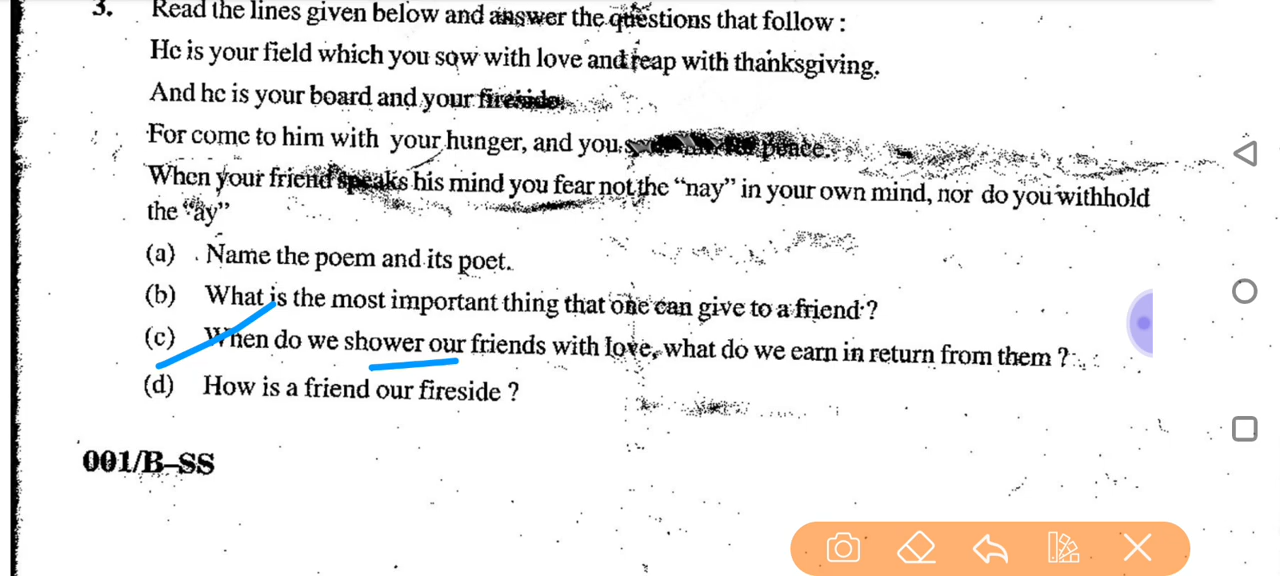 3. Read the lines given below and answer the questions that follow :
He is your field which you sow with love and reap with thanksgiving.
And he is your board and your fireside.
For come to him with your hunger, and you peace.
When your friend speaks his mind you fear not the “nay” in your own mind, nor do you withhold
the “ay”
(a) Name the poem and its poet.
(b) What is the most important thing that one can give to a friend ?
(c) When do we shower our friends with love, what do we earn in return from them ?
(d) How is a friend our fireside ?
001/B–SS